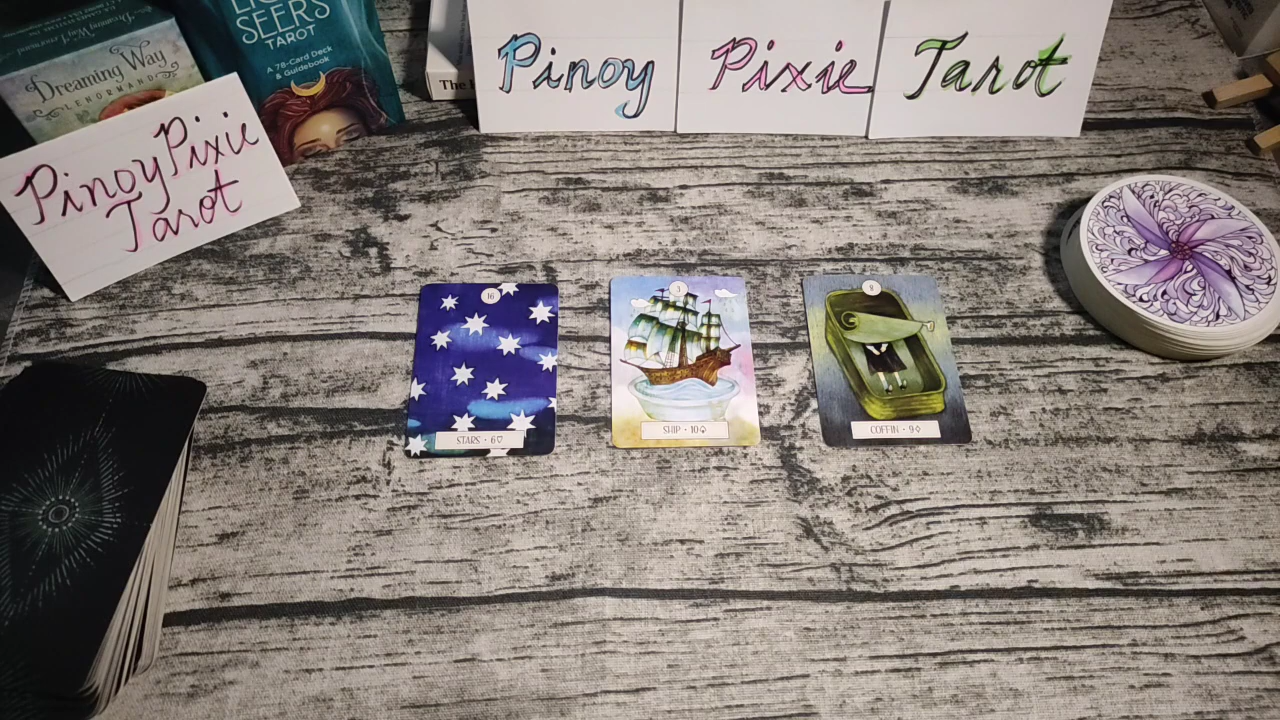 Dreaming Way
LENORMAND
SEERS
TAROT
A 78-Card Deck
& Guidebook
The
Pinoy
Pixie
Tarot
PinoyPixie
Tarot
16
STARS • 6♡
3
SHIP • 10♤
8
COFFIN • 9♢